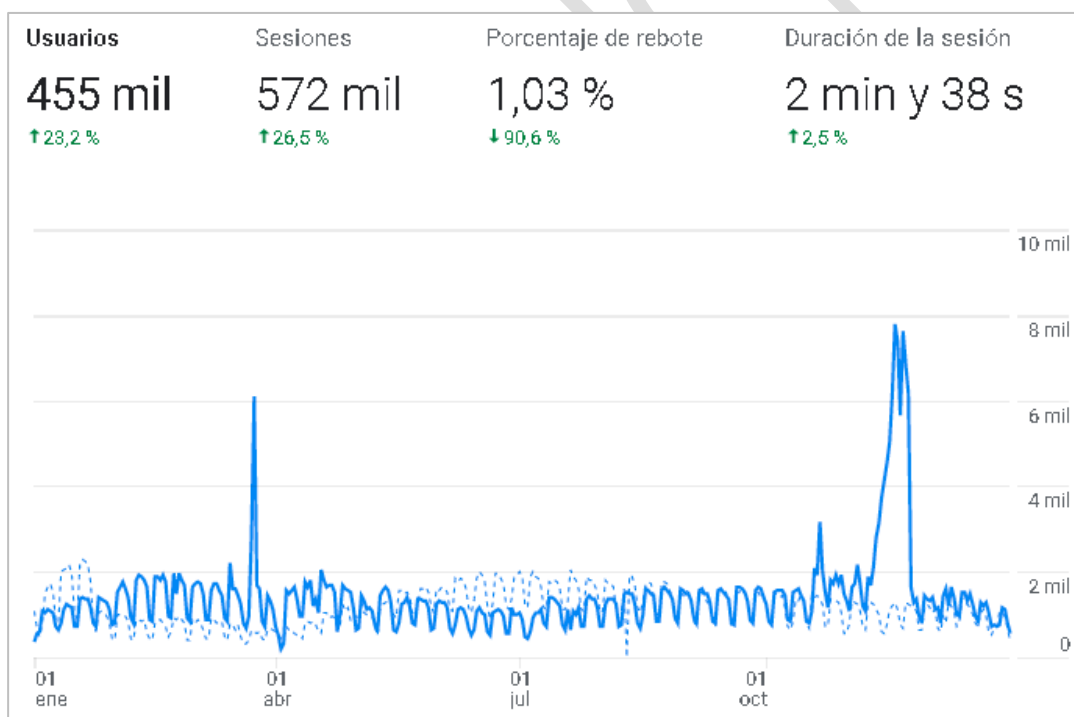 Usuarios
Sesiones
Porcentaje de rebote
Duración de la sesión
455 mil
572 mil
1,03 %
2 min y 38 s
↑23,2 %
↑26,5 %
↓90,6 %
↑2,5 %
10 mil
8 mil
6 mil
4 mil
2 mil
0
01
ene
01
abr
01
jul
01
oct